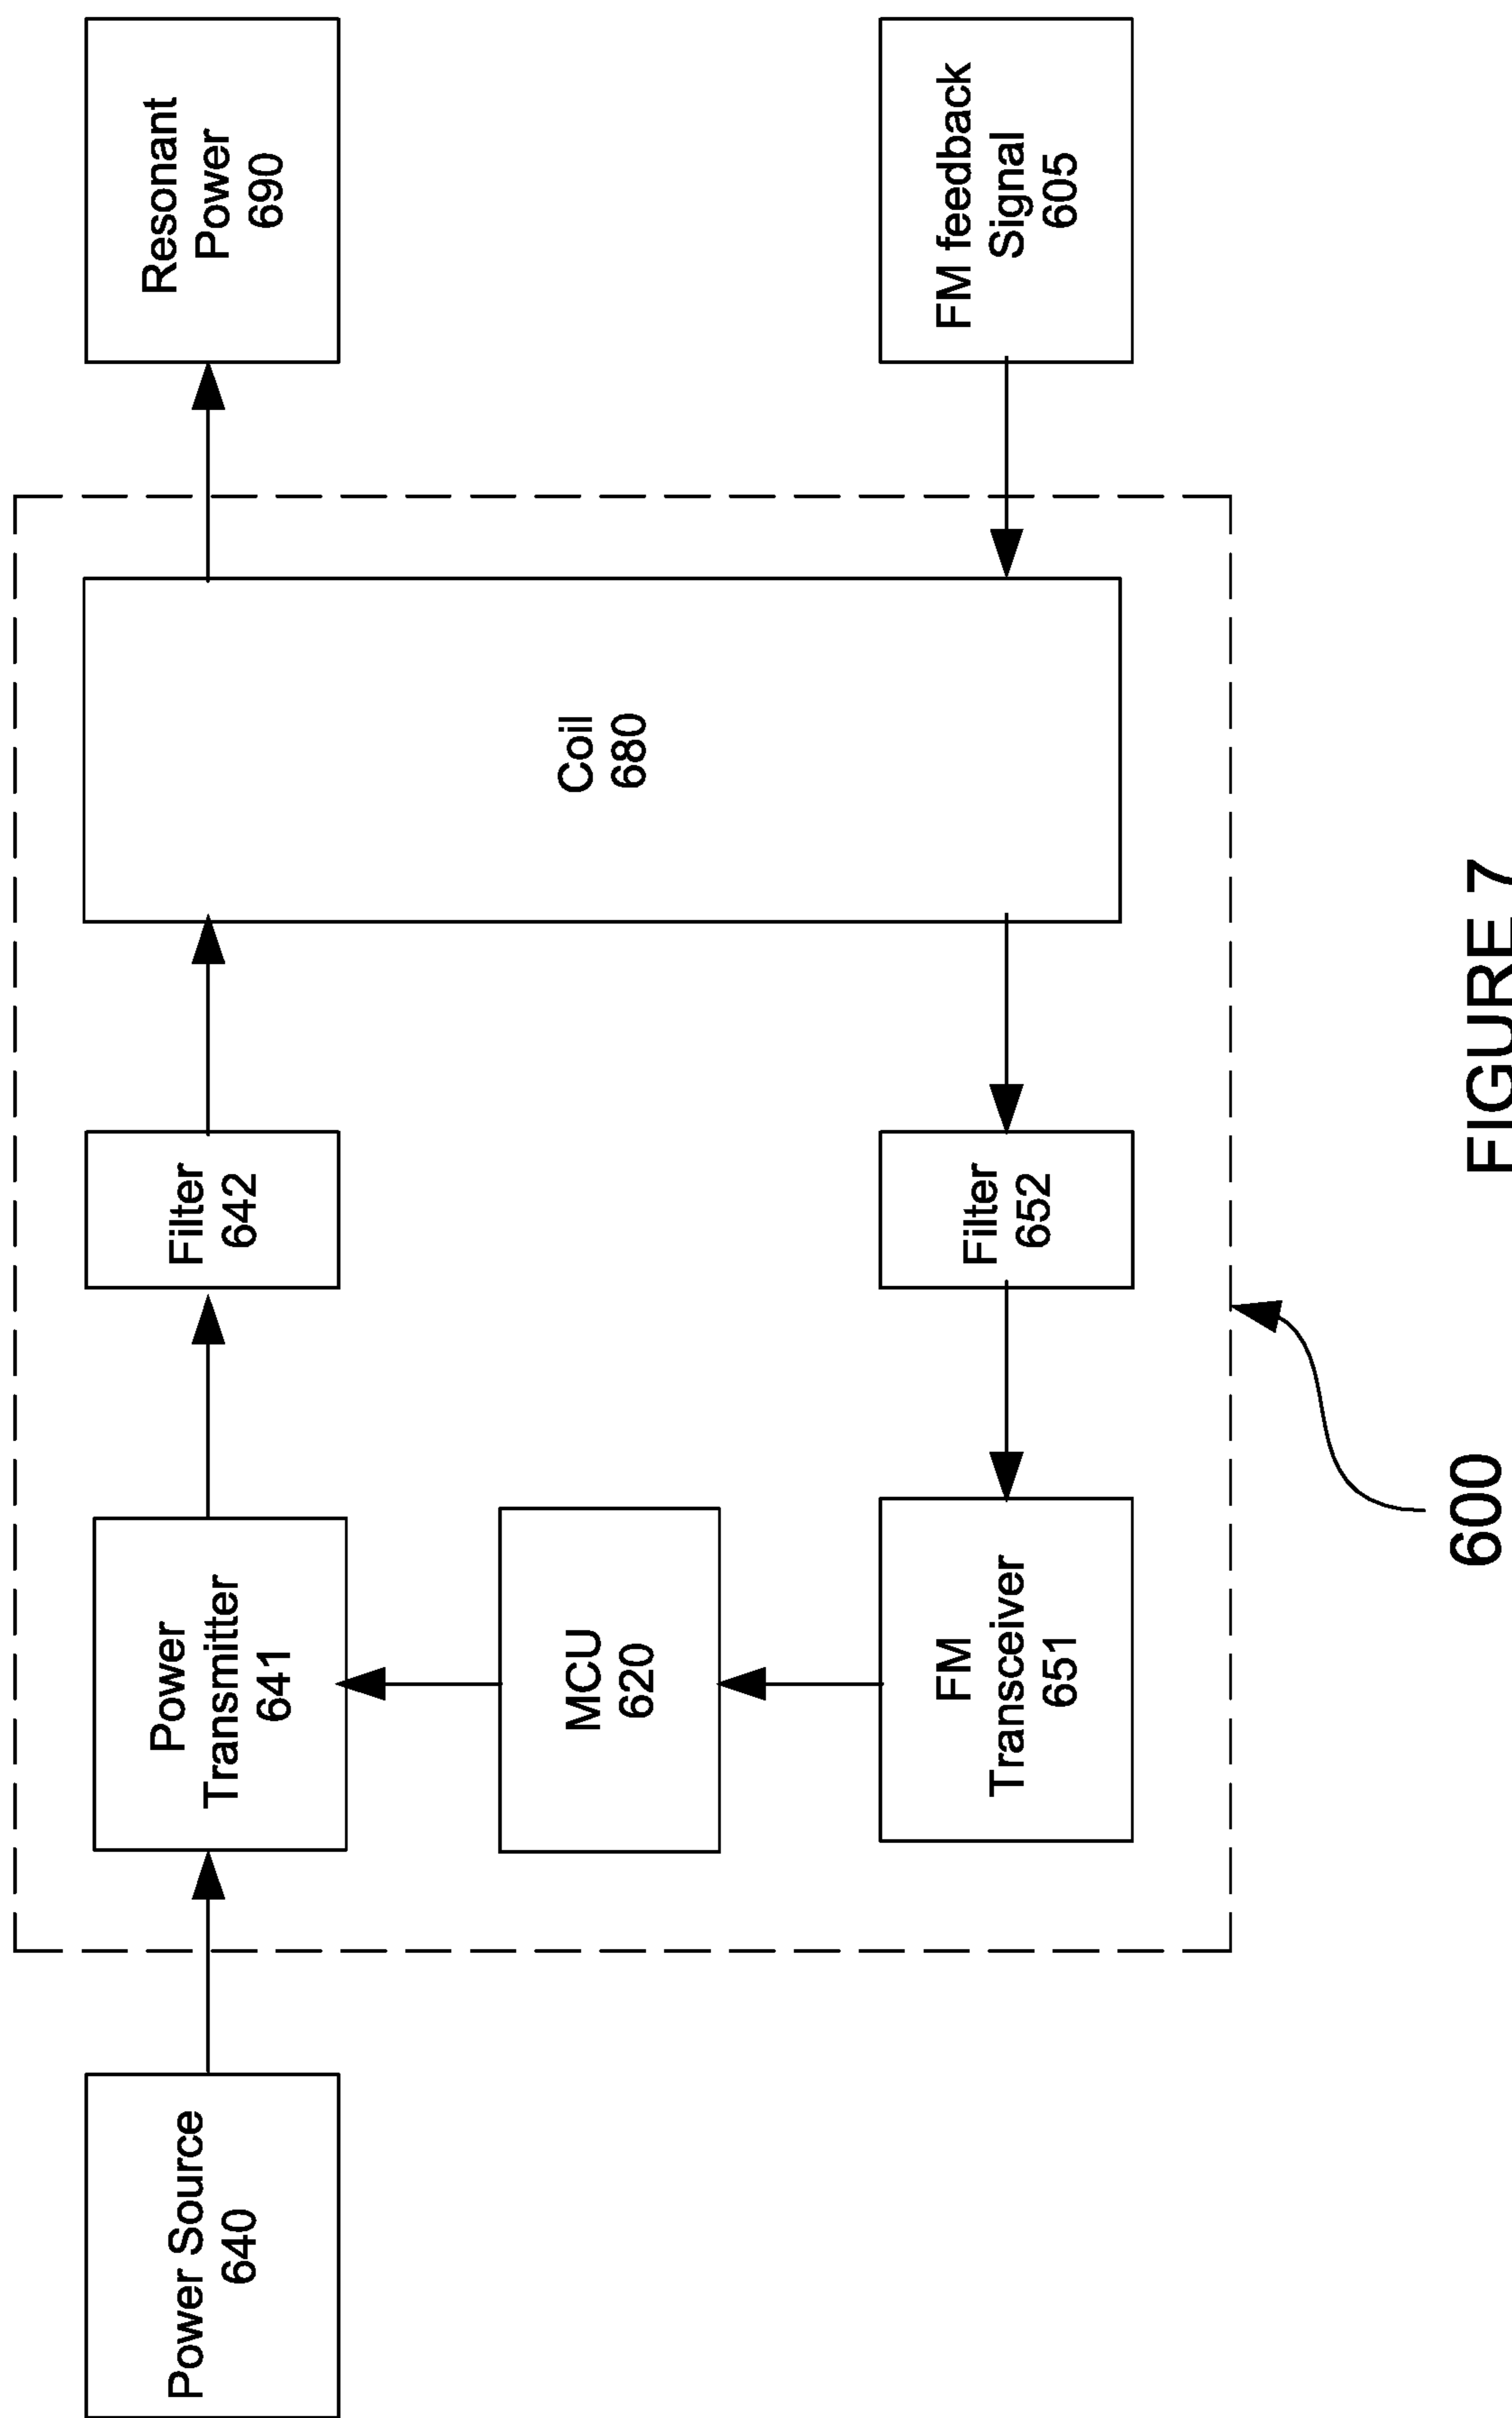 Power Source
640
Power
Transmitter
641
Filter
642
Resonant
Power
690
MCU
620
Coil
680
FM
Transceiver
651
Filter
652
FM feedback
Signal
605
600
FIGURE 7